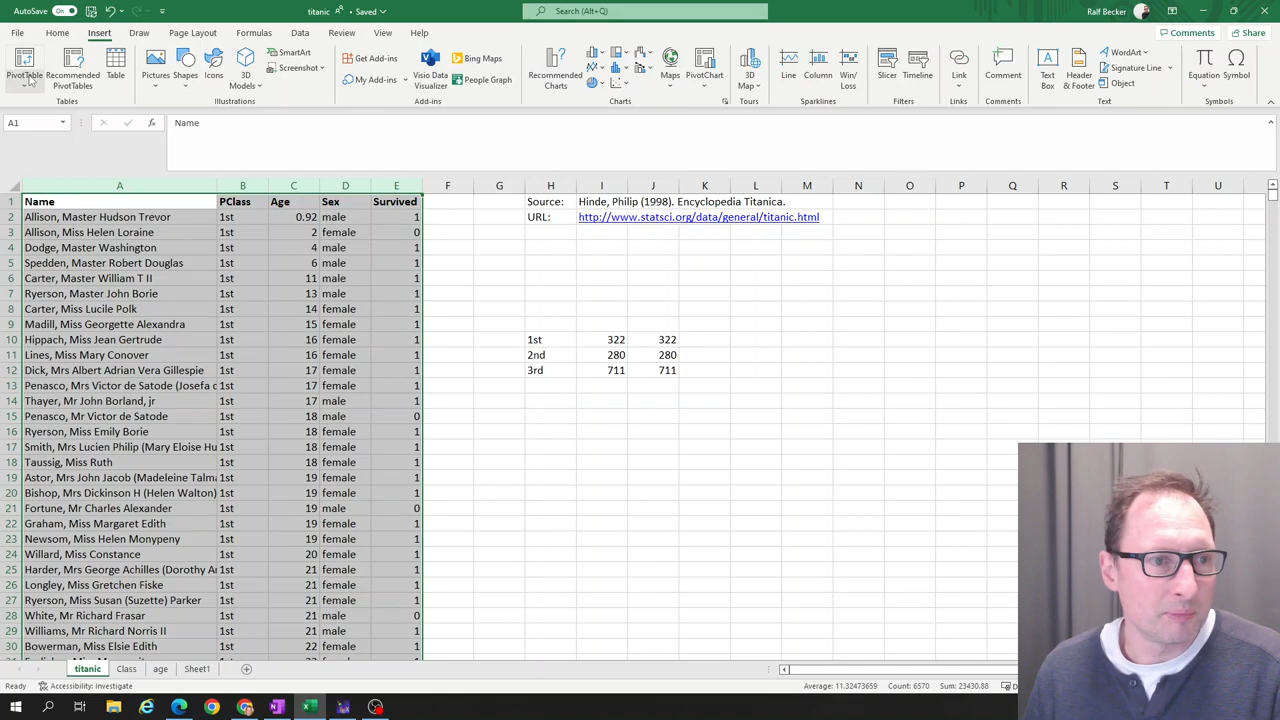 AutoSave On titanic • Saved Search (Alt+Q) Ralf Becker
File Home Insert Draw Page Layout Formulas Data Review View Help Comments Share
PivotTable Recommended PivotTables Table Pictures Shapes Icons 3D Models SmartArt Screenshot Get Add-ins My Add-ins Visio Data Visualizer Bing Maps People Graph Recommended Charts Maps PivotChart 3D Map Line Column Win/Loss Slicer Timeline Link Comment Text Box Header & Footer WordArt Signature Line Object Equation Symbol
Tables Illustrations Add-ins Charts Tours Sparklines Filters Links Comments Text Symbols
A1 fx Name
A B C D E F G H I J K L M N O P Q R S T U
1 Name PClass Age Sex Survived Source: Hinde, Philip (1998). Encyclopedia Titanica.
2 Allison, Master Hudson Trevor 1st 0.92 male 1 URL: http://www.statsci.org/data/general/titanic.html
3 Allison, Miss Helen Loraine 1st 2 female 0
4 Dodge, Master Washington 1st 4 male 1
5 Spedden, Master Robert Douglas 1st 6 male 1
6 Carter, Master William T II 1st 11 male 1
7 Ryerson, Master John Borie 1st 13 male 1
8 Carter, Miss Lucile Polk 1st 14 female 1
9 Madill, Miss Georgette Alexandra 1st 15 female 1
10 Hippach, Miss Jean Gertrude 1st 16 female 1 1st 322 322
11 Lines, Miss Mary Conover 1st 16 female 1 2nd 280 280
12 Dick, Mrs Albert Adrian Vera Gillespie 1st 17 female 1 3rd 711 711
13 Penasco, Mrs Victor de Satode (Josefa d 1st 17 female 1
14 Thayer, Mr John Borland, jr 1st 17 male 1
15 Penasco, Mr Victor de Satode 1st 18 male 0
16 Ryerson, Miss Emily Borie 1st 18 female 1
17 Smith, Mrs Lucien Philip (Mary Eloise Hu 1st 18 female 1
18 Taussig, Miss Ruth 1st 18 female 1
19 Astor, Mrs John Jacob (Madeleine Talma 1st 19 female 1
20 Bishop, Mrs Dickinson H (Helen Walton) 1st 19 female 1
21 Fortune, Mr Charles Alexander 1st 19 male 0
22 Graham, Miss Margaret Edith 1st 19 female 1
23 Newsom, Miss Helen Monypeny 1st 19 female 1
24 Willard, Miss Constance 1st 20 female 1
25 Harder, Mrs George Achilles (Dorothy A 1st 21 female 1
26 Longley, Miss Gretchen Fiske 1st 21 female 1
27 Ryerson, Miss Susan (Suzette) Parker 1st 21 female 1
28 White, Mr Richard Frasar 1st 21 male 0
29 Williams, Mr Richard Norris II 1st 21 male 1
30 Bowerman, Miss Elsie Edith 1st 22 female 1
titanic Class age Sheet1
Ready Accessibility: Investigate Average: 11.32473659 Count: 6570 Sum: 23430.88